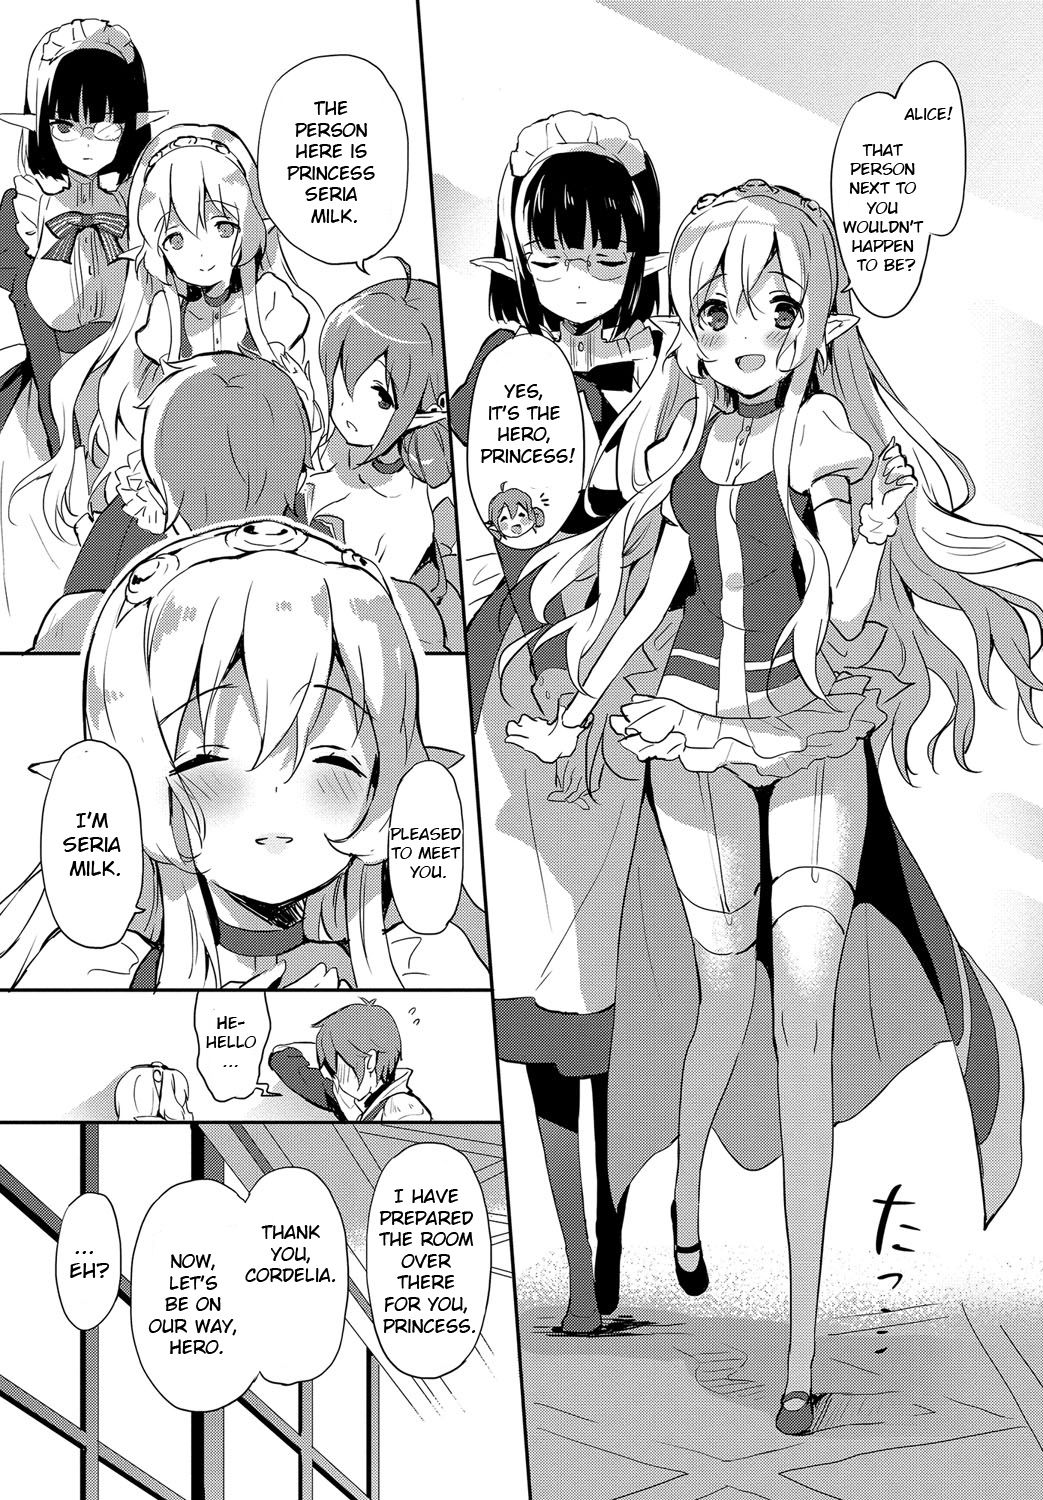 ALICE!
THAT
PERSON
NEXT TO
YOU
WOULDN'T
HAPPEN
TO BE?
YES,
IT'S THE
HERO,
PRINCESS!
たっ…
THE
PERSON
HERE IS
PRINCESS
SERIA
MILK.
PLEASED
TO MEET
YOU.
I'M
SERIA
MILK.
HE-
HELLO
...
I HAVE
PREPARED
THE ROOM
OVER
THERE
FOR YOU,
PRINCESS.
THANK
YOU,
CORDELIA.
NOW,
LET'S
BE ON
OUR WAY,
HERO.
...
EH?